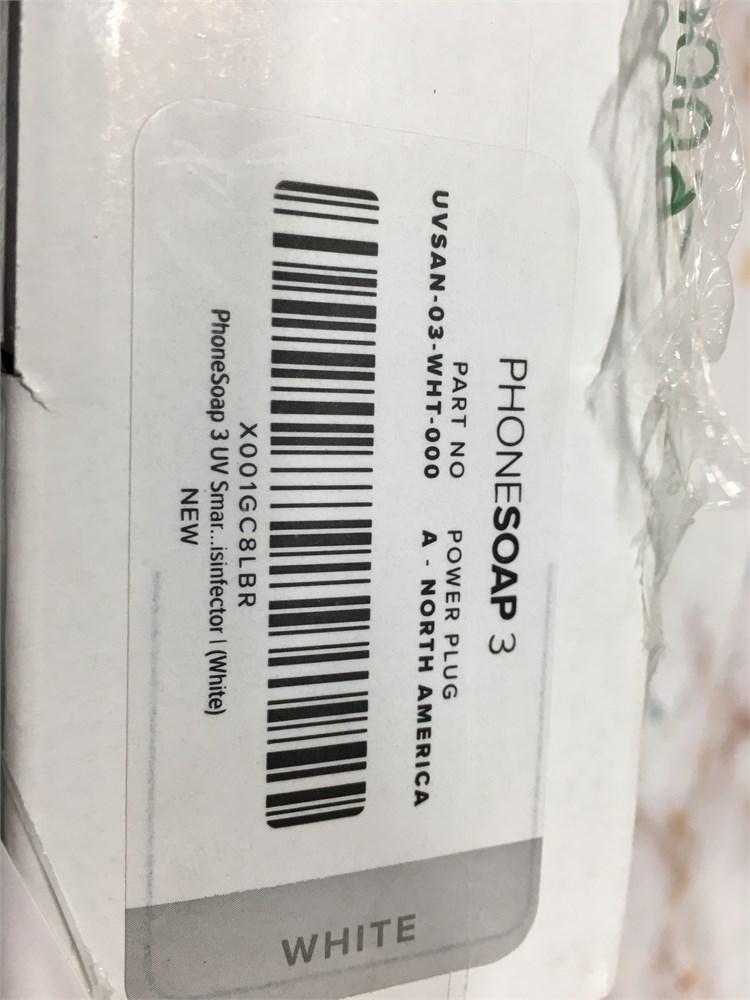 PHONESOAP 3
PART NO
UVSAN-03-WHT-000
POWER PLUG
A - NORTH AMERICA
X001GC8LBR
PhoneSoap 3 UV Smar...isinfector | (White)
NEW
WHITE